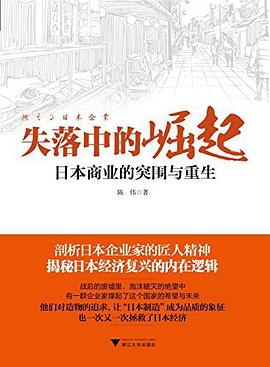 日本企業
失落中的崛起
日本商业的突围与重生
陈 伟 ◎著
剖析日本企业家的匠人精神
揭秘日本经济复兴的内在逻辑
战后的废墟里，泡沫破灭的绝望中
有一群企业家撑起了这个国家的希望与未来
他们对造物的追求，让“日本制造”成为品质的象征
也一次又一次拯救了日本经济
浙江大学出版社